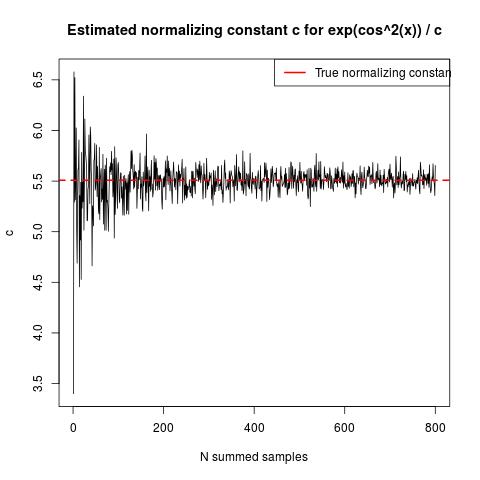 Estimated normalizing constant c for exp(cos^2(x)) / c
True normalizing constan
6.5
6.0
5.5
5.0
4.5
4.0
3.5
c
0 200 400 600 800
N summed samples